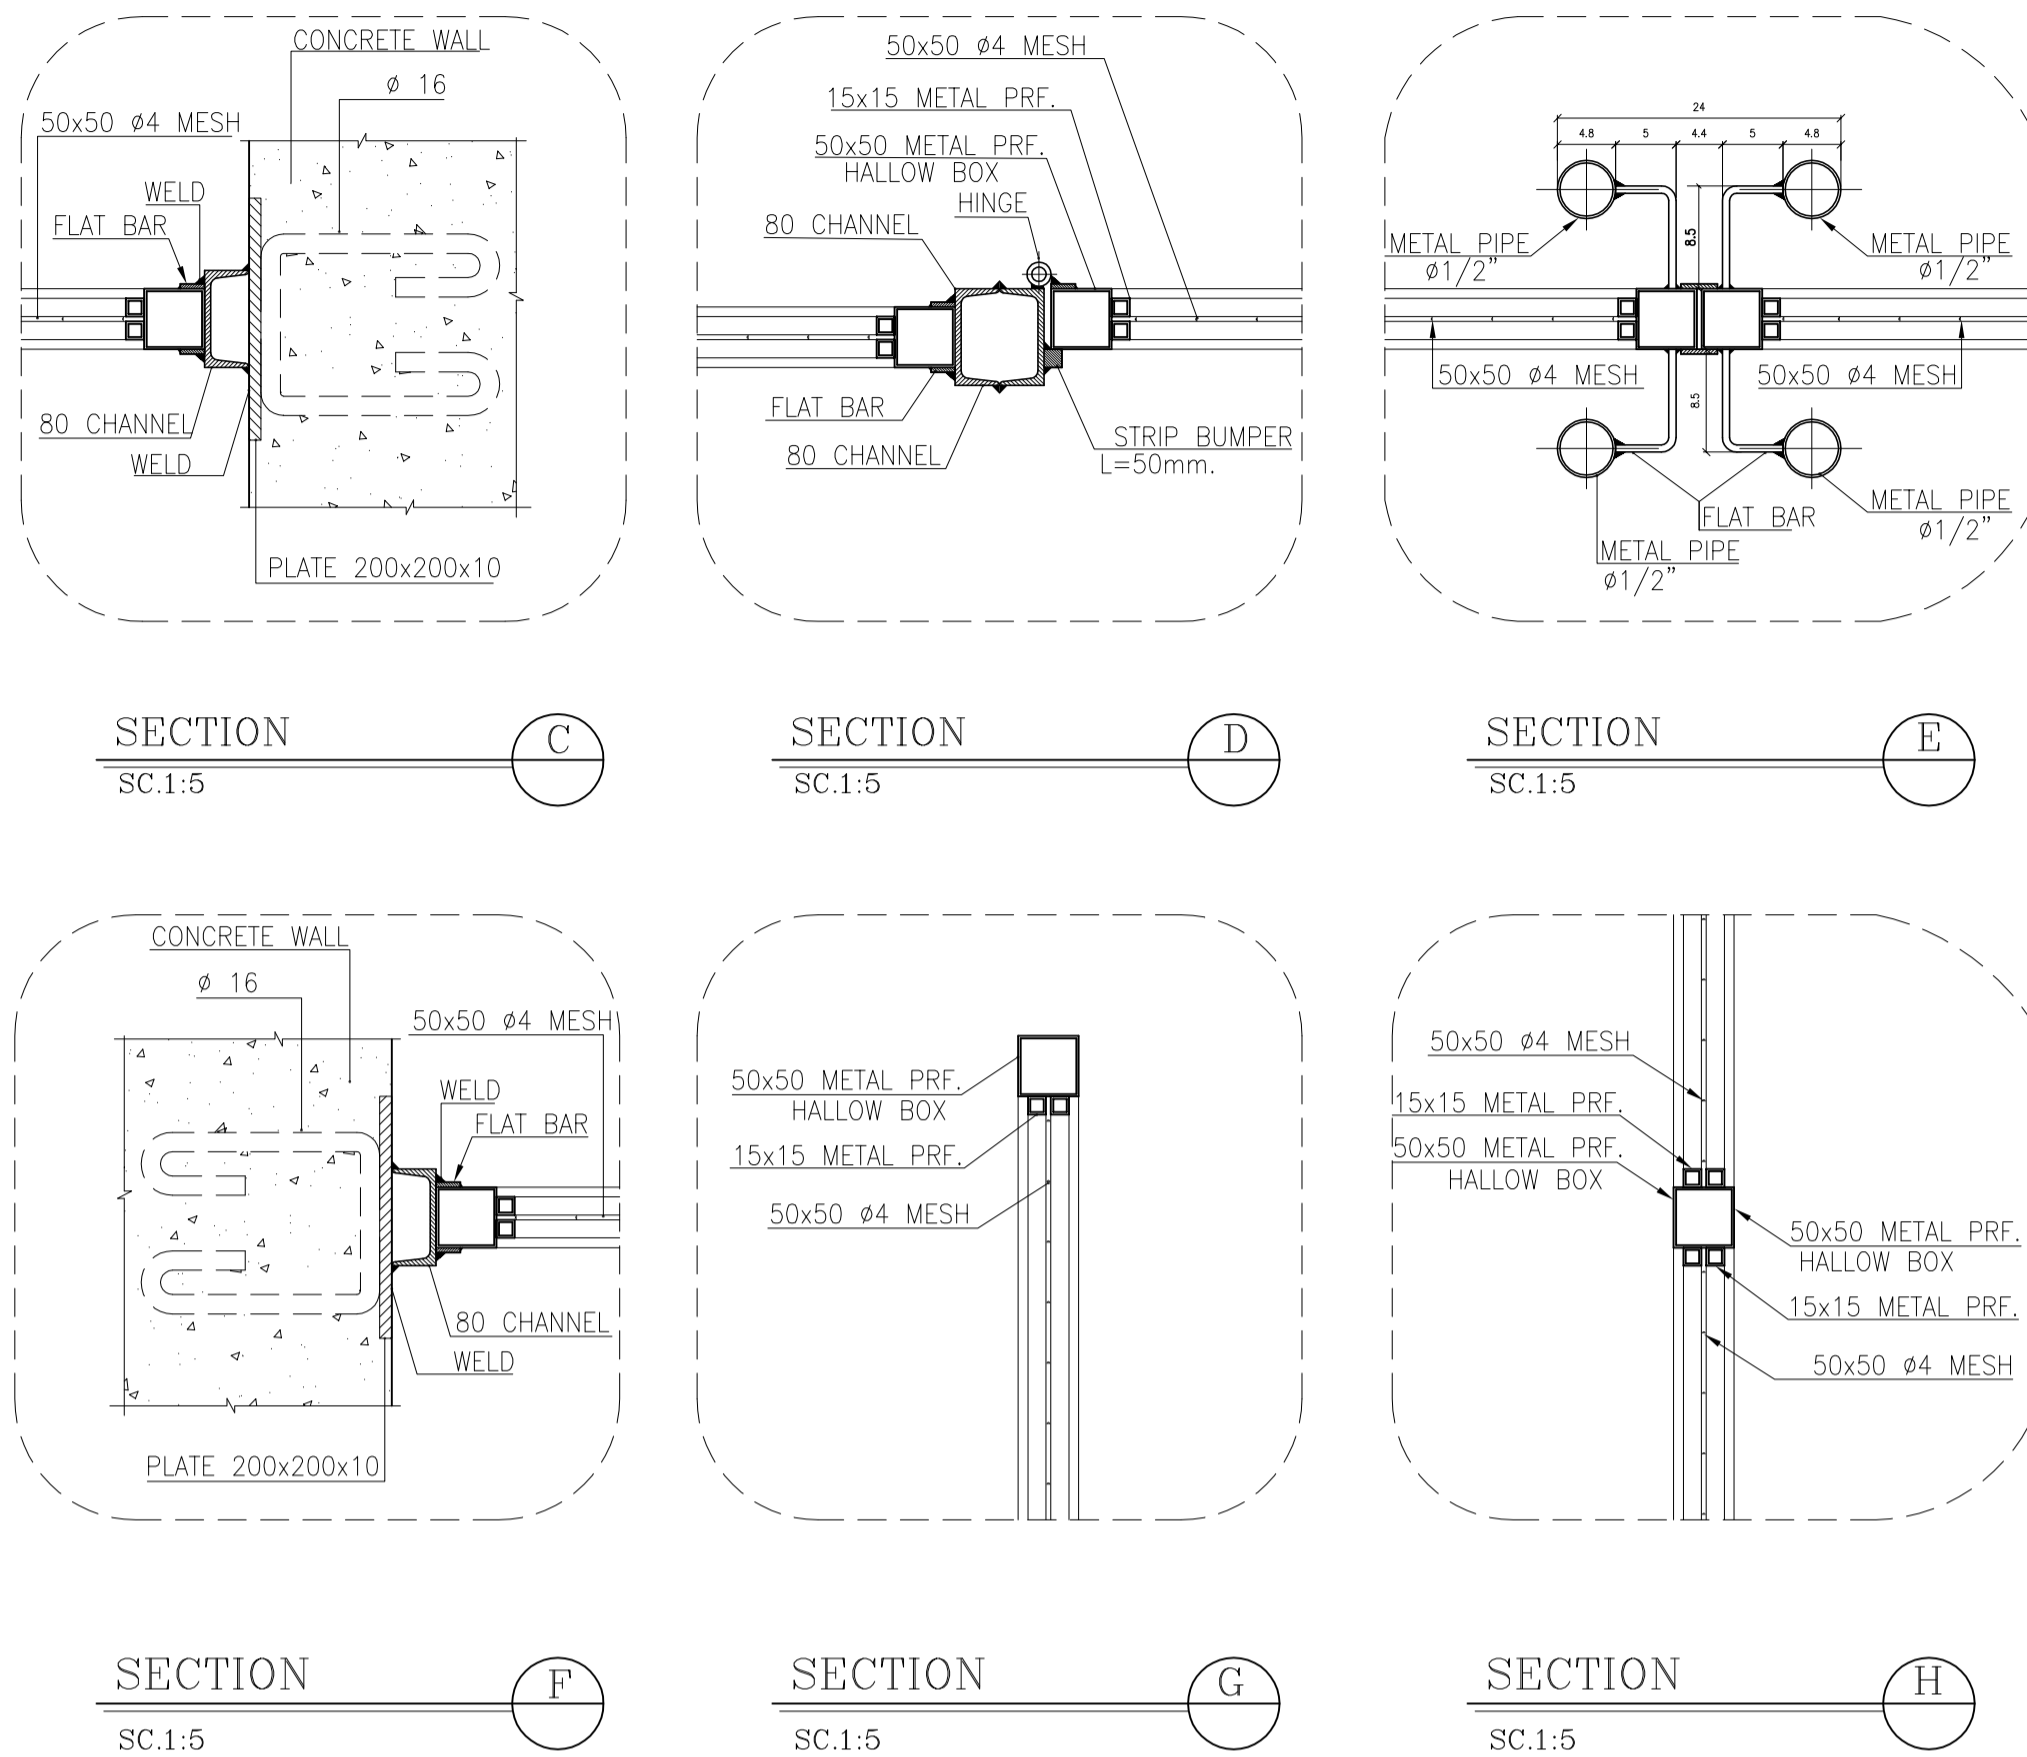 CONCRETE WALL
ø 16
50x50 ø4 MESH
WELD
FLAT BAR
80 CHANNEL
WELD
PLATE 200x200x10
SECTION
C
SC.1:5
50x50 ø4 MESH
15x15 METAL PRF.
50x50 METAL PRF.
HALLOW BOX
HINGE
80 CHANNEL
FLAT BAR
80 CHANNEL
STRIP BUMPER
L=50mm.
SECTION
D
SC.1:5
24
4.8 5 4.4 5 4.8
8.5
METAL PIPE
ø1/2”
METAL PIPE
ø1/2”
50x50 ø4 MESH
50x50 ø4 MESH
8.5
METAL PIPE
ø1/2”
FLAT BAR
METAL PIPE
ø1/2”
SECTION
E
SC.1:5
CONCRETE WALL
ø 16
50x50 ø4 MESH
WELD
FLAT BAR
80 CHANNEL
WELD
PLATE 200x200x10
SECTION
F
SC.1:5
50x50 METAL PRF.
HALLOW BOX
15x15 METAL PRF.
50x50 ø4 MESH
SECTION
G
SC.1:5
50x50 ø4 MESH
15x15 METAL PRF.
50x50 METAL PRF.
HALLOW BOX
50x50 METAL PRF.
HALLOW BOX
15x15 METAL PRF.
50x50 ø4 MESH
SECTION
H
SC.1:5